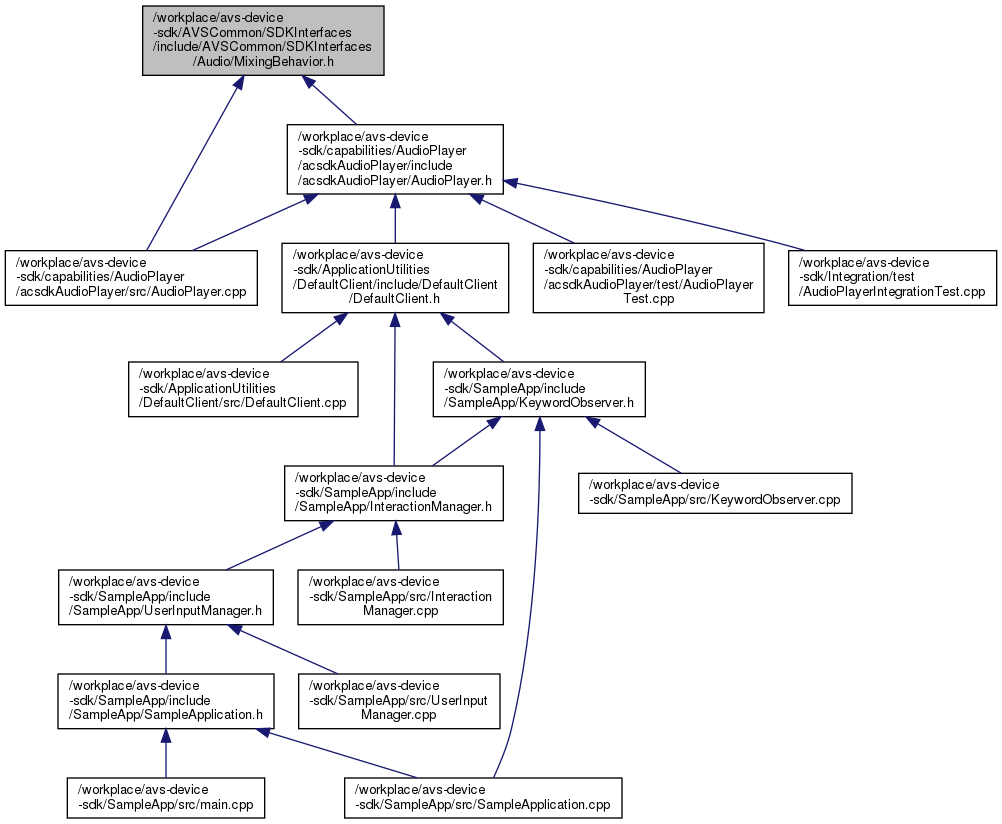 /workplace/avs-device
-sdk/AVSCommon/SDKInterfaces
/include/AVSCommon/SDKInterfaces
/Audio/MixingBehavior.h
/workplace/avs-device
-sdk/capabilities/AudioPlayer
/acsdkAudioPlayer/include
/acsdkAudioPlayer/AudioPlayer.h
/workplace/avs-device
-sdk/capabilities/AudioPlayer
/acsdkAudioPlayer/src/AudioPlayer.cpp
/workplace/avs-device
-sdk/ApplicationUtilities
/DefaultClient/include/DefaultClient
/DefaultClient.h
/workplace/avs-device
-sdk/capabilities/AudioPlayer
/acsdkAudioPlayer/test/AudioPlayer
Test.cpp
/workplace/avs-device
-sdk/Integration/test
/AudioPlayerIntegrationTest.cpp
/workplace/avs-device
-sdk/ApplicationUtilities
/DefaultClient/src/DefaultClient.cpp
/workplace/avs-device
-sdk/SampleApp/include
/SampleApp/KeywordObserver.h
/workplace/avs-device
-sdk/SampleApp/include
/SampleApp/InteractionManager.h
/workplace/avs-device
-sdk/SampleApp/src/KeywordObserver.cpp
/workplace/avs-device
-sdk/SampleApp/include
/SampleApp/UserInputManager.h
/workplace/avs-device
-sdk/SampleApp/src/Interaction
Manager.cpp
/workplace/avs-device
-sdk/SampleApp/include
/SampleApp/SampleApplication.h
/workplace/avs-device
-sdk/SampleApp/src/UserInput
Manager.cpp
/workplace/avs-device
-sdk/SampleApp/src/main.cpp
/workplace/avs-device
-sdk/SampleApp/src/SampleApplication.cpp